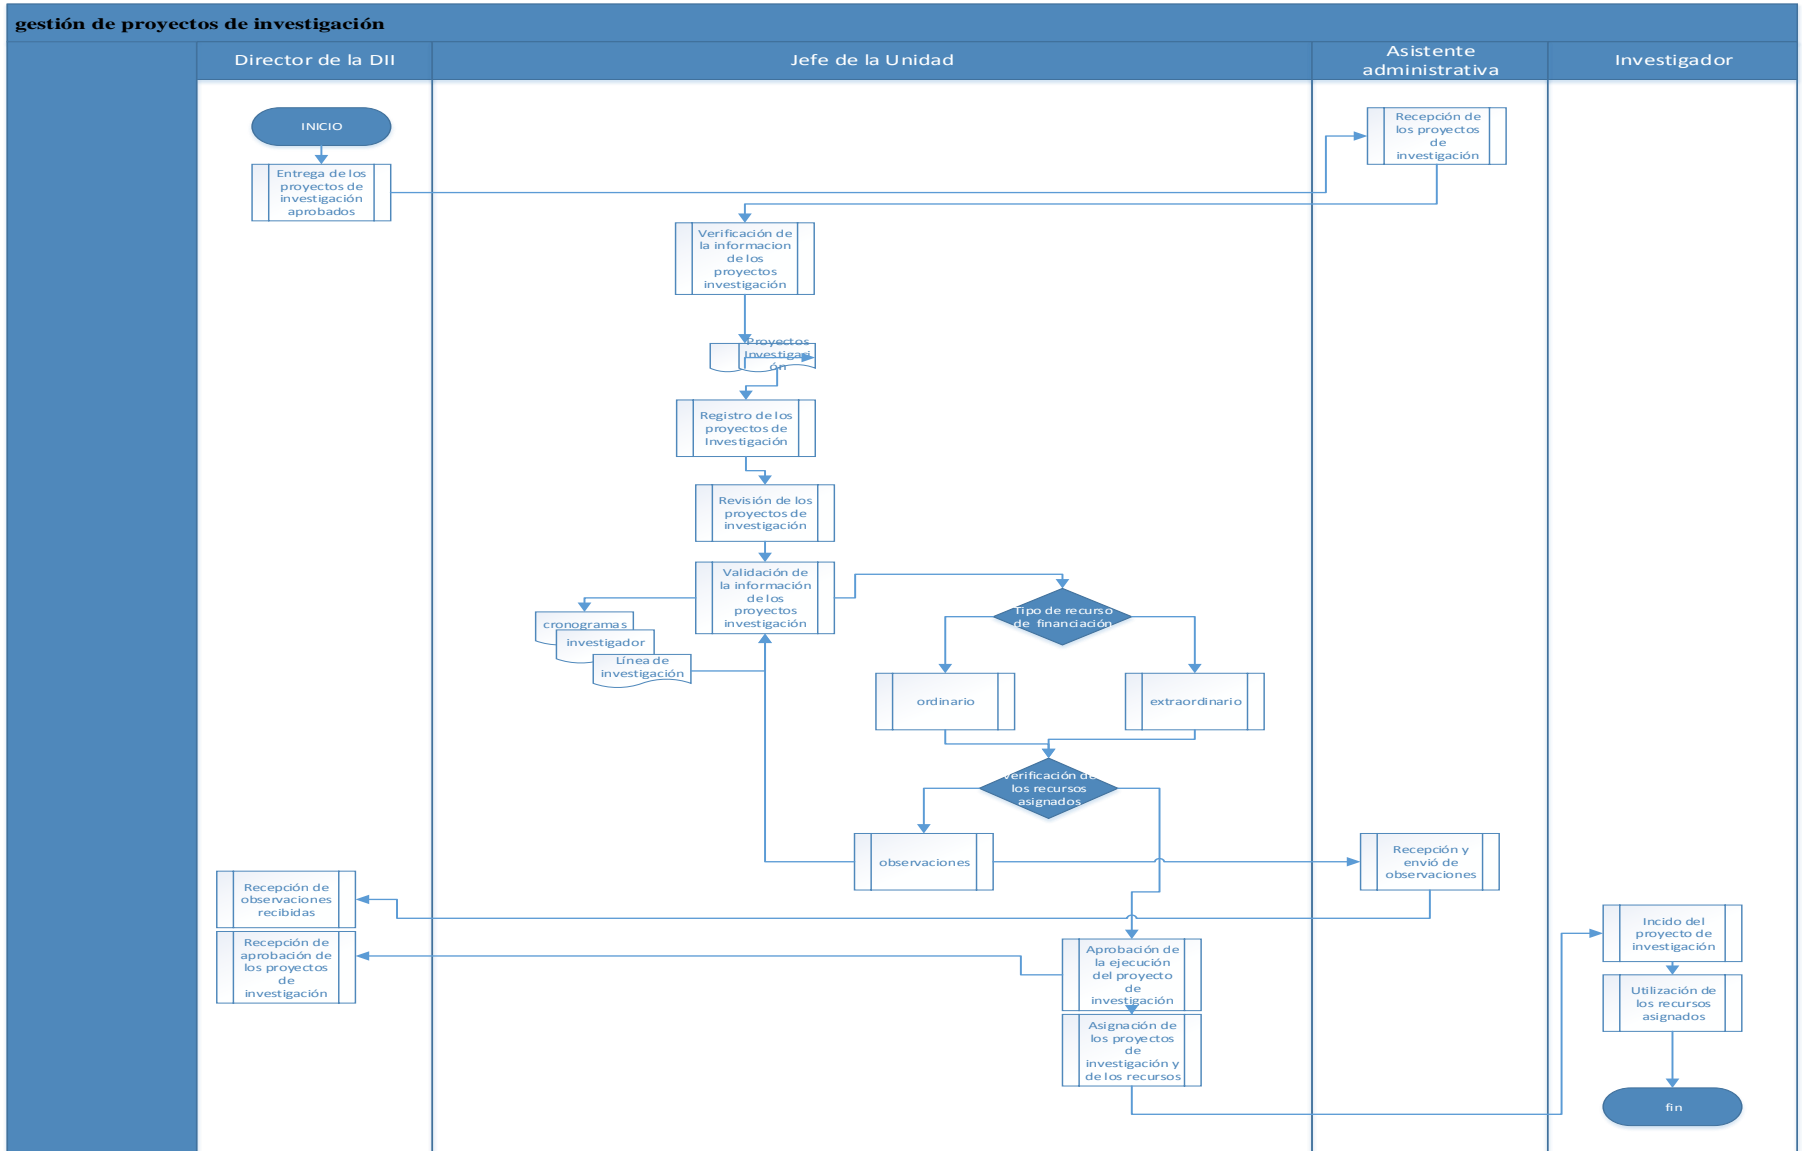 gestión de proyectos de investigación
Director de la DII
Jefe de la Unidad
Asistente
administrativa
Investigador
INICIO
Recepción de
los proyectos
de
investigación
Entrega de los
proyectos de
investigación
aprobados
Verificación de
la informacion
de los
proyectos
investigación
Proyectos
Investigaci
ón
Registro de los
proyectos de
Investigación
Revisión de los
proyectos de
investigación
Validación de
la información
de los
proyectos
investigación
cronogramas
investigador
Línea de
investigación
Tipo de recurso
de financiación
ordinario
extraordinario
Verificación de
los recursos
asignados
observaciones
Recepción y
envió de
observaciones
Recepción de
observaciones
recibidas
Recepción de
aprobación de
los proyectos
de
investigación
Aprobación de
la ejecución
del proyecto
de
investigación
Asignación de
los proyectos
de
investigación y
de los recursos
Incido del
proyecto de
investigación
Utilización de
los recursos
asignados
fin